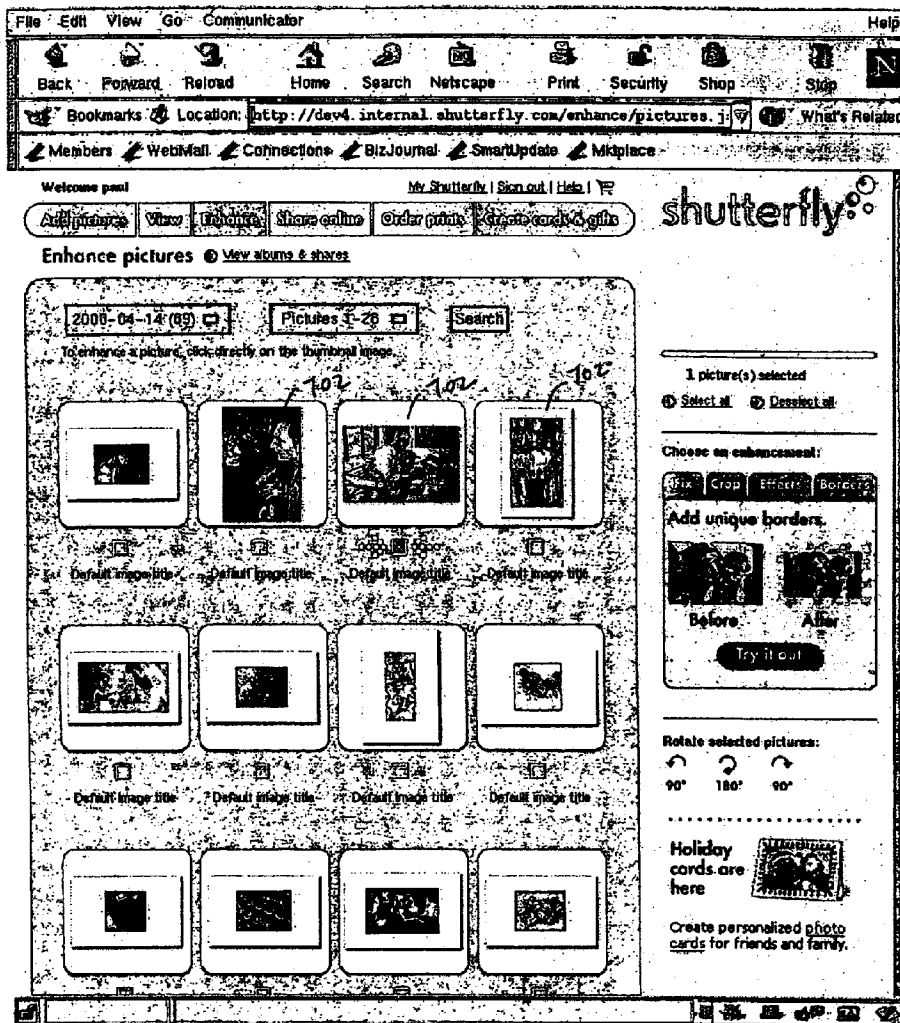 File Edit View Go Communicator Help
Back Forward Reload Home Search Netscape Print Security Shop Stop N
Bookmarks Location: http://dev4.internal.shutterfly.com/enhance/pictures.j What's Related
Members WebMail Connections BizJournal SmartUpdate Mktplace
Welcome paul My Shutterfly | Sign out | Help |
Add pictures View Enhance Share online Order prints Create cards & gifts
shutterfly
Enhance pictures View albums & shares
2000-04-14 (69) Pictures 1-26 Search
To enhance a picture, click directly on the thumbnail image.
1 picture(s) selected
Select all Deselect all
102 102 102
Choose an enhancement:
Fix Crop Effects Borders
Add unique borders.
Before After
Try it out
Default image title Default image title Default image title Default image title
Default image title Default image title Default image title Default image title
Rotate selected pictures:
90° 180° 90°
Holiday
cards are
here
Create personalized photo
cards for friends and family.